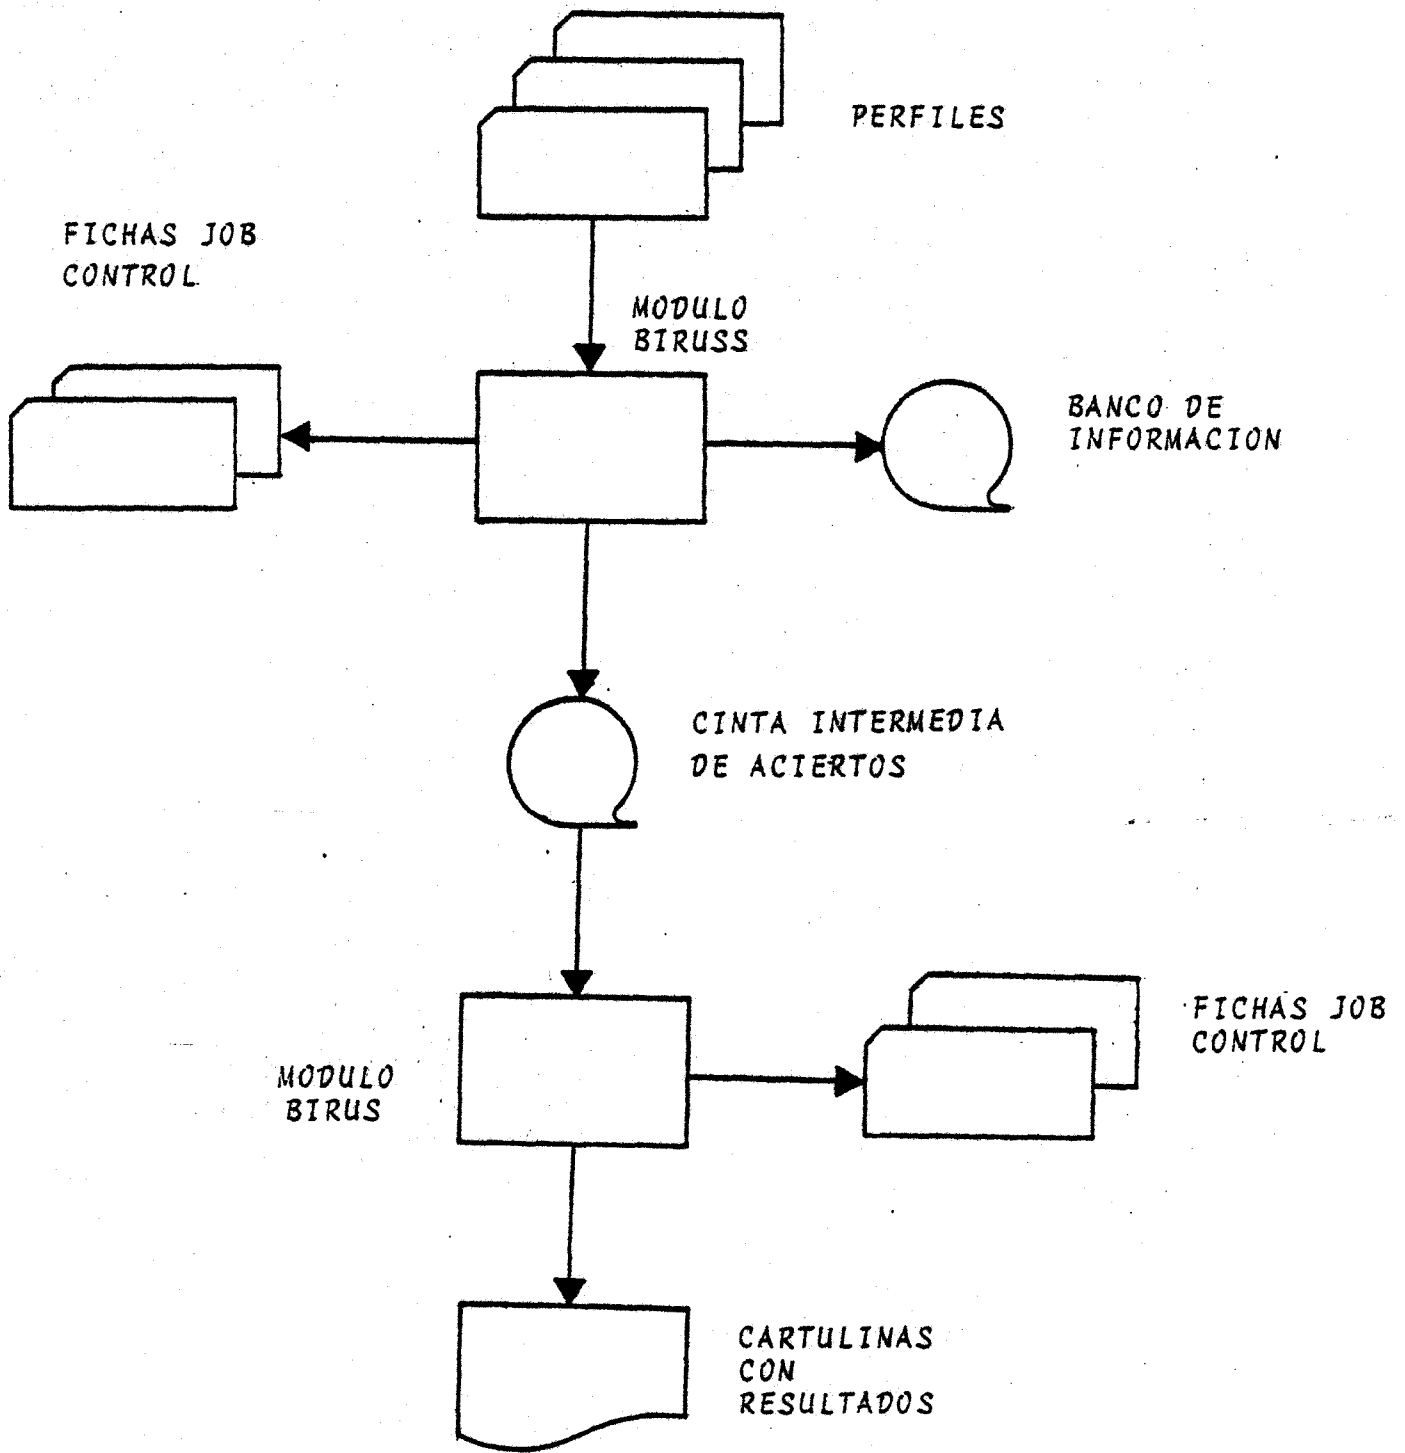 PERFILES
FICHAS JOB
CONTROL
MODULO
BIRUSS
BANCO DE
INFORMACION
CINTA INTERMEDIA
DE ACIERTOS
FICHAS JOB
CONTROL
MODULO
BIRUS
CARTULINAS
CON
RESULTADOS